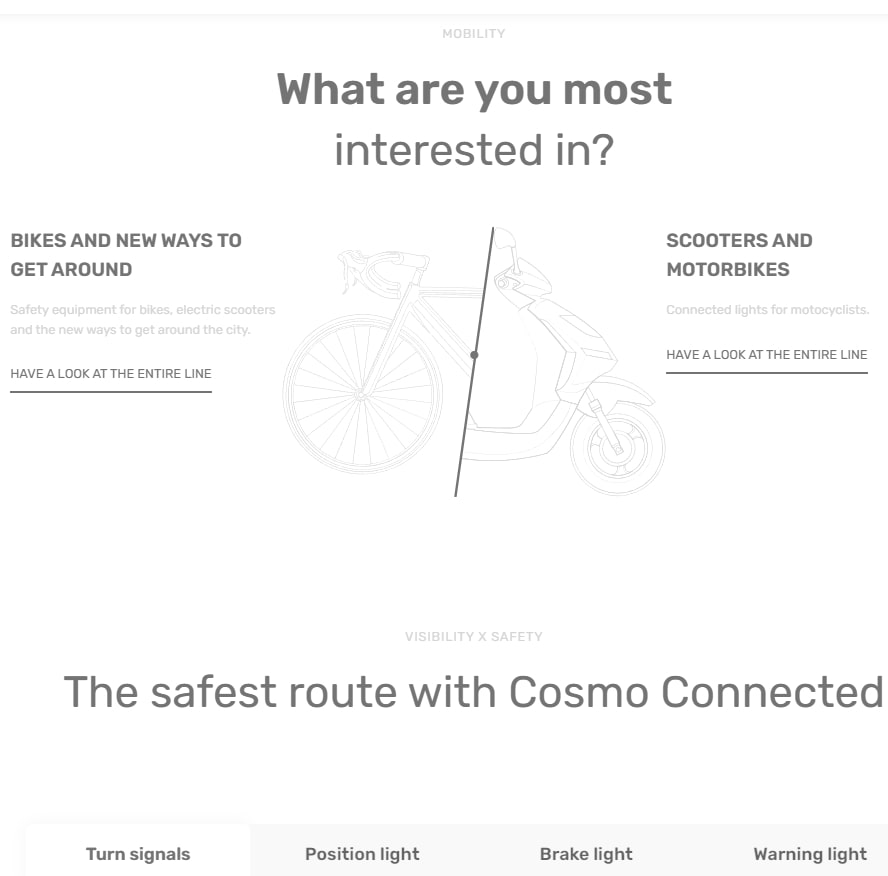 MOBILITY
What are you most
interested in?
BIKES AND NEW WAYS TO
GET AROUND
Safety equipment for bikes, electric scooters
and the new ways to get around the city.
HAVE A LOOK AT THE ENTIRE LINE
SCOOTERS AND
MOTORBIKES
Connected lights for motocyclists.
HAVE A LOOK AT THE ENTIRE LINE
VISIBILITY X SAFETY
The safest route with Cosmo Connected
Turn signals
Position light
Brake light
Warning light